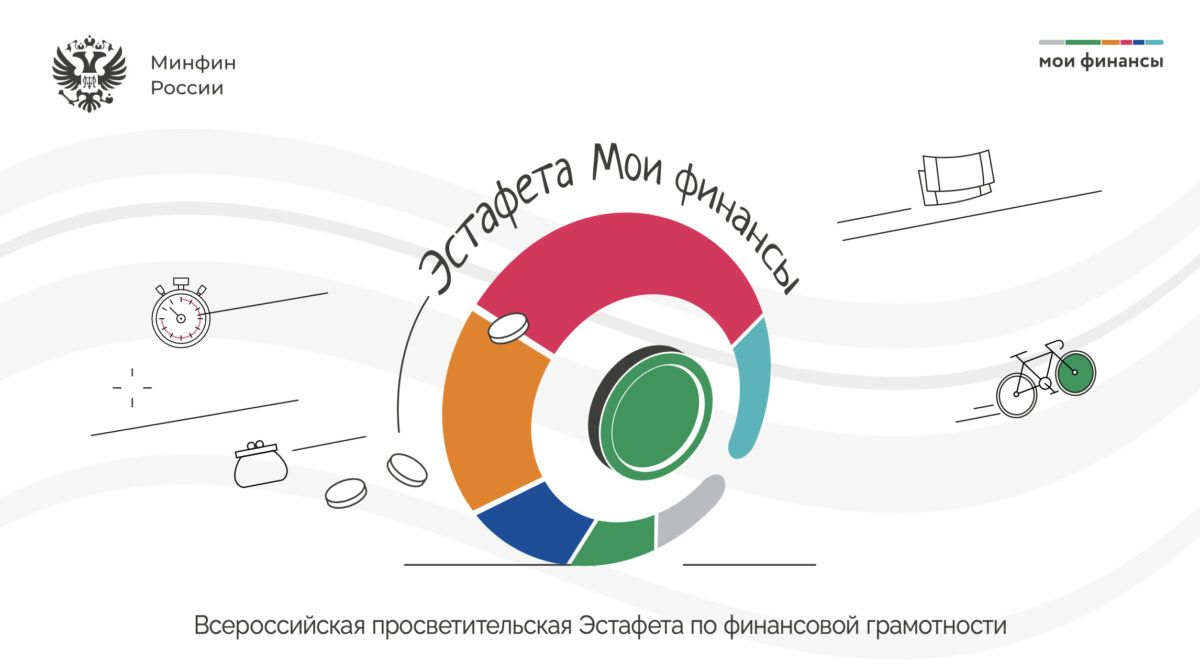 Минфин
России
мои финансы
Эстафета Мои финансы
Всероссийская просветительская Эстафета по финансовой грамотности